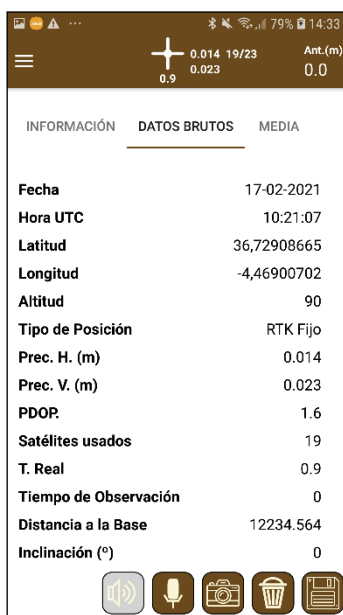 79% 14:33
0.014 19/23 Ant.(m)
0.023 0.0
0.9
INFORMACIÓN DATOS BRUTOS MEDIA
Fecha 17-02-2021
Hora UTC 10:21:07
Latitud 36,72908665
Longitud -4,46900702
Altitud 90
Tipo de Posición RTK Fijo
Prec. H. (m) 0.014
Prec. V. (m) 0.023
PDOP. 1.6
Satélites usados 19
T. Real 0.9
Tiempo de Observación 0
Distancia a la Base 12234.564
Inclinación (º) 0